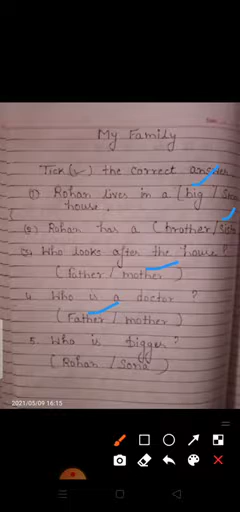 My Family
Tick (✓) the correct answer
(1) Rohan lives in a [big /
house.
(2) Rohan has a (brother /
3. Who looks after the house?
(father / mother)
4. Who is a doctor ?
(Father / mother)
5. Who is bigger?
[Rohan / Sona)
2021/05/09 16:15